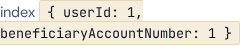 index { userId: 1,
beneficiaryAccountNumber: 1 }